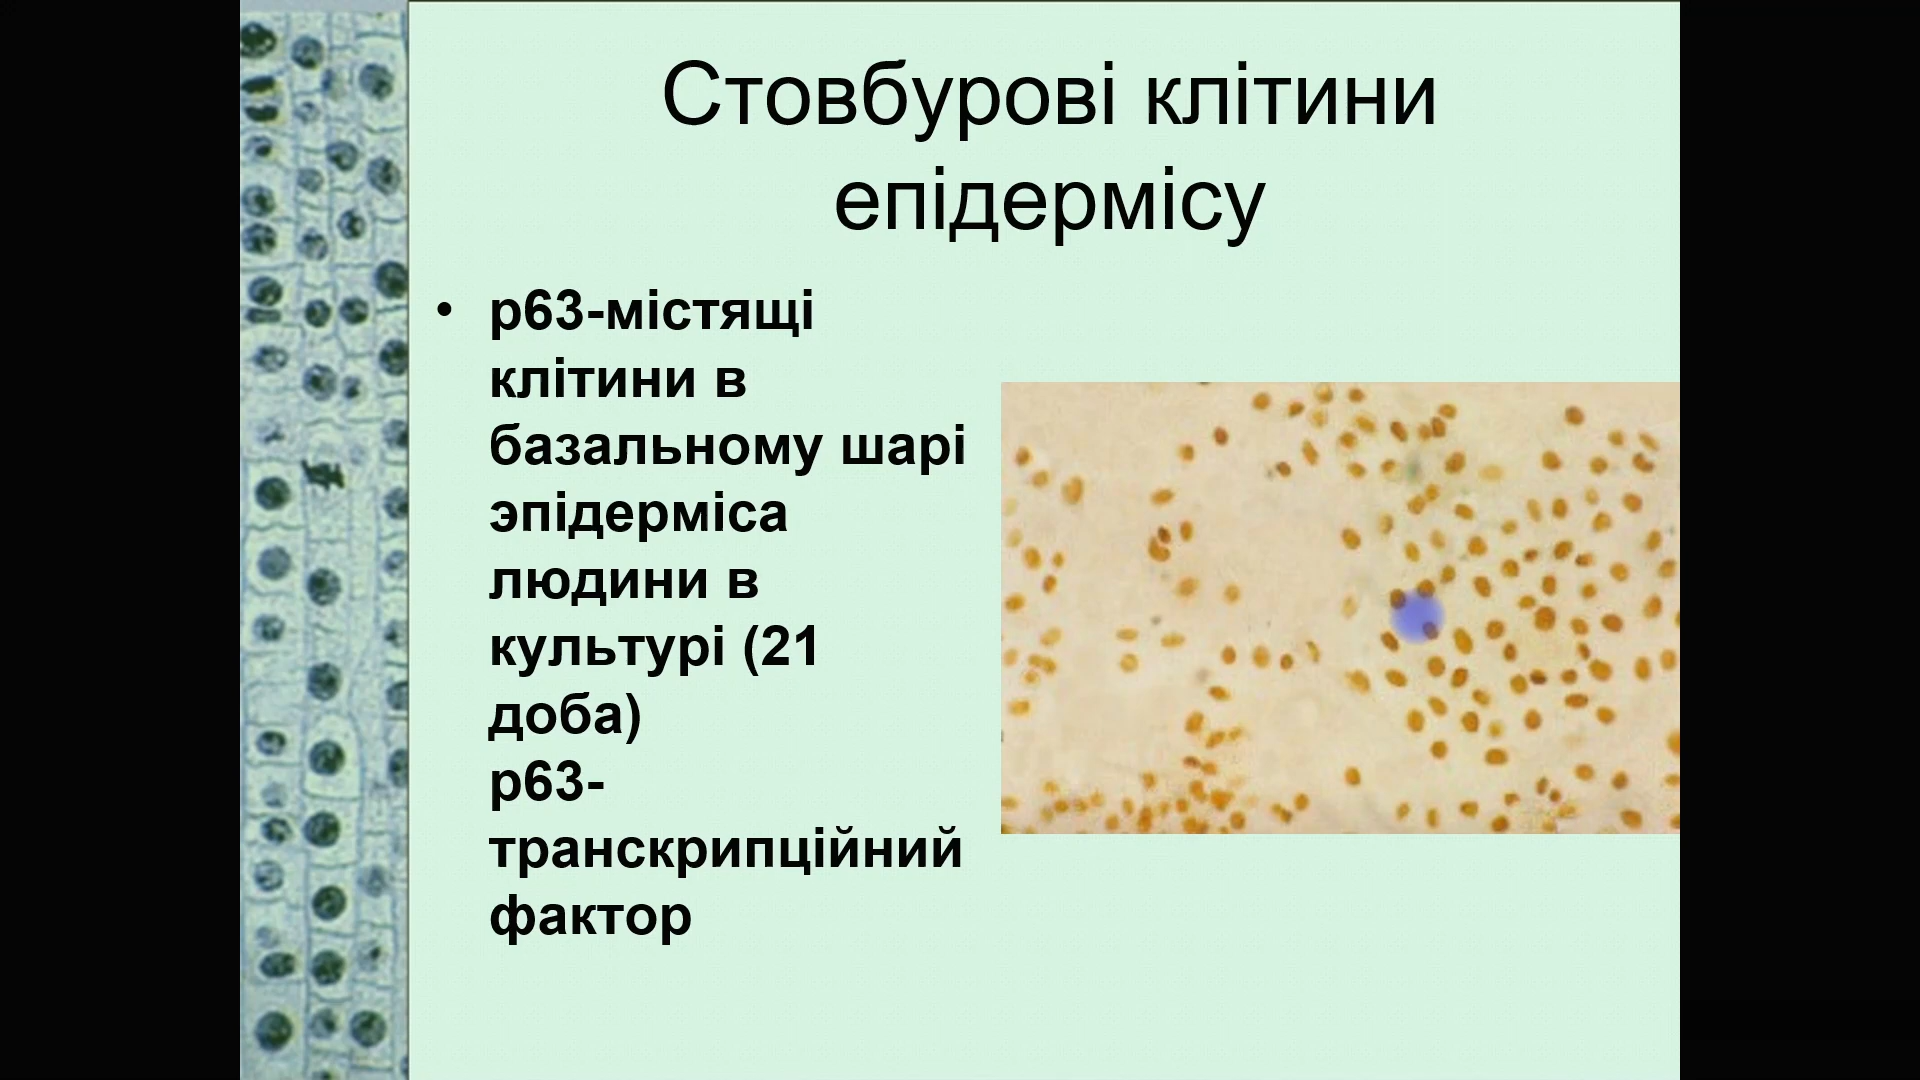 Стовбурові клітини
епідермісу
• р63-містящі
клітини в
базальному шарі
эпідерміса
людини в
культурі (21
доба)
р63-
транскрипційний
фактор